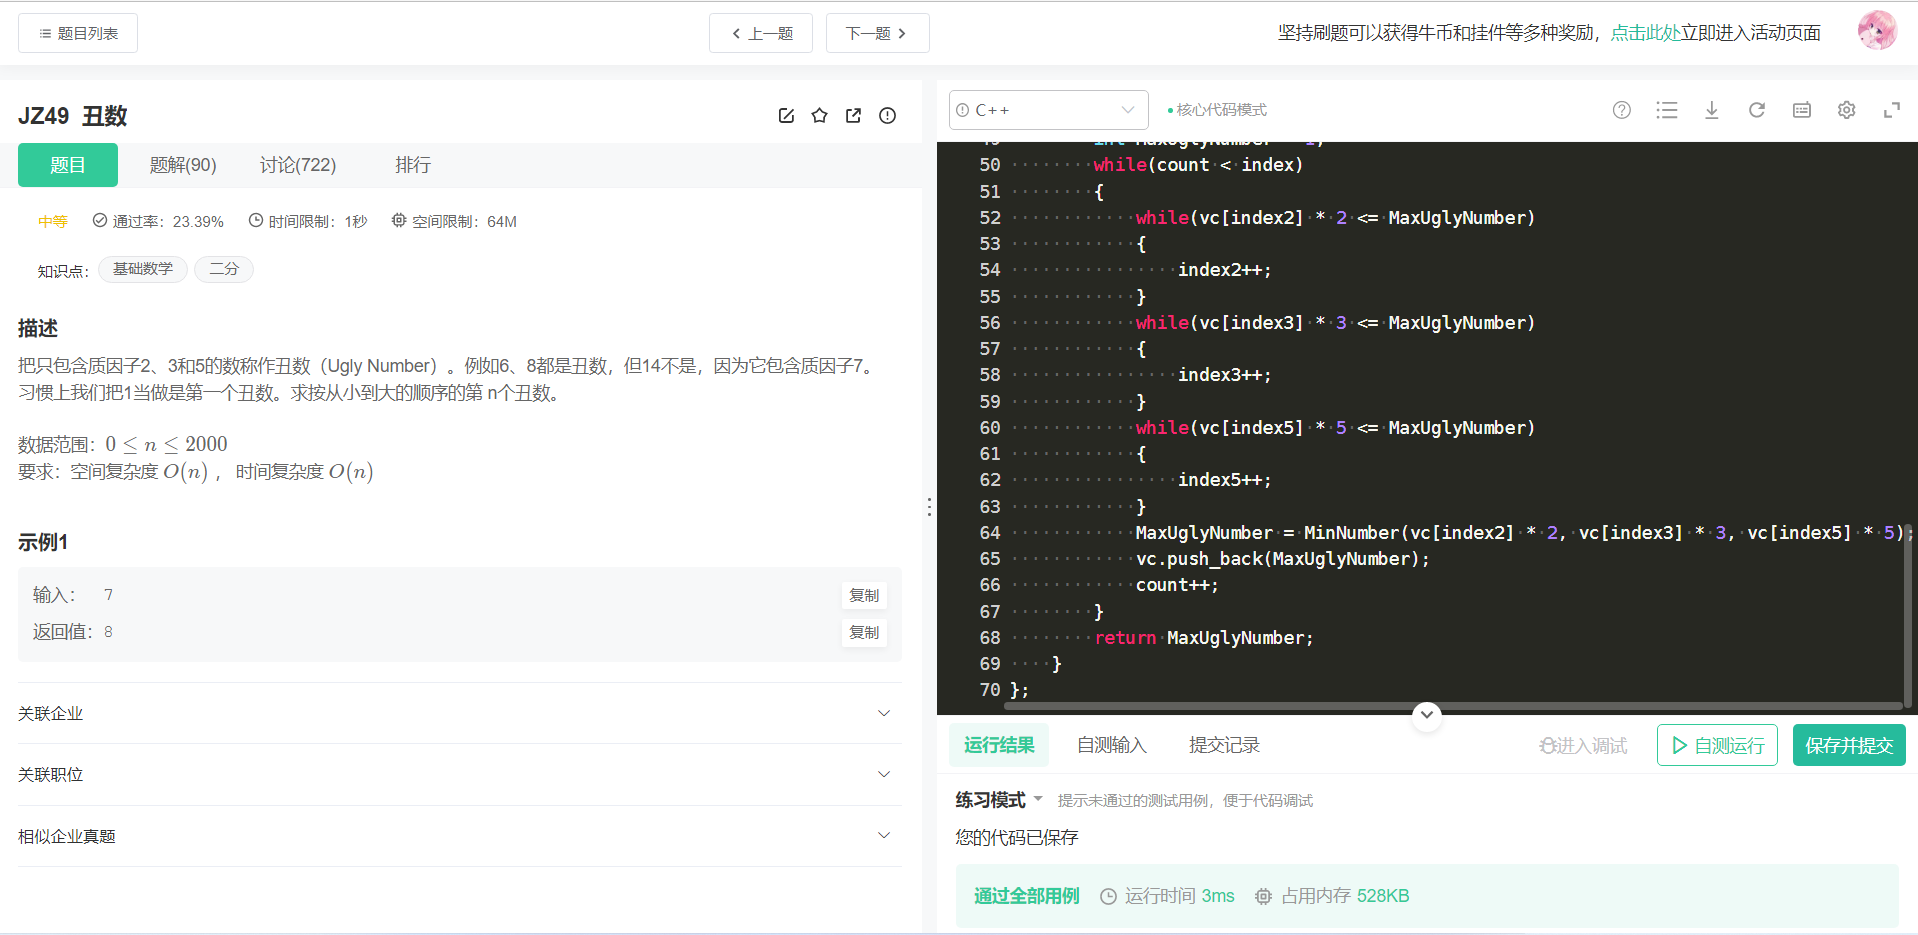 题目列表
上一题
下一题
坚持刷题可以获得牛币和挂件等多种奖励，点击此处立即进入活动页面
JZ49 丑数
题目
题解(90)
讨论(722)
排行
中等
通过率：23.39%
时间限制：1秒
空间限制：64M
知识点：
基础数学
二分
描述
把只包含质因子2、3和5的数称作丑数（Ugly Number）。例如6、8都是丑数，但14不是，因为它包含质因子7。
习惯上我们把1当做是第一个丑数。求按从小到大的顺序的第 n个丑数。
数据范围：0 ≤ n ≤ 2000
要求：空间复杂度 O(n) ， 时间复杂度 O(n)
示例1
输入：
7
复制
返回值：
8
复制
关联企业
关联职位
相似企业真题
C++
核心代码模式
50 while(count < index)
51 {
52 while(vc[index2] * 2 <= MaxUglyNumber)
53 {
54 index2++;
55 }
56 while(vc[index3] * 3 <= MaxUglyNumber)
57 {
58 index3++;
59 }
60 while(vc[index5] * 5 <= MaxUglyNumber)
61 {
62 index5++;
63 }
64 MaxUglyNumber = MinNumber(vc[index2] * 2, vc[index3] * 3, vc[index5] * 5);
65 vc.push_back(MaxUglyNumber);
66 count++;
67 }
68 return MaxUglyNumber;
69 }
70 };
运行结果
自测输入
提交记录
进入调试
自测运行
保存并提交
练习模式
提示未通过的测试用例，便于代码调试
您的代码已保存
通过全部用例
运行时间 3ms
占用内存 528KB